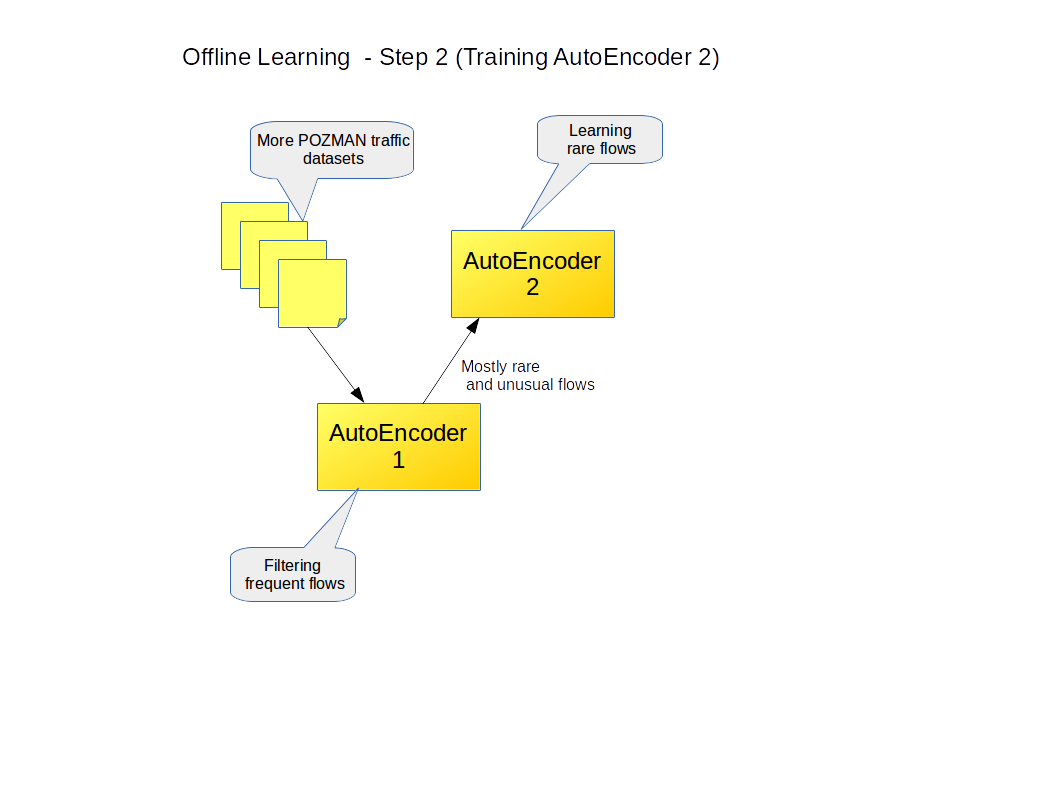 Offline Learning  - Step 2 (Training AutoEncoder 2)
More POZMAN traffic
datasets
Learning
rare flows
AutoEncoder
2
Mostly rare
and unusual flows
AutoEncoder
1
Filtering
frequent flows